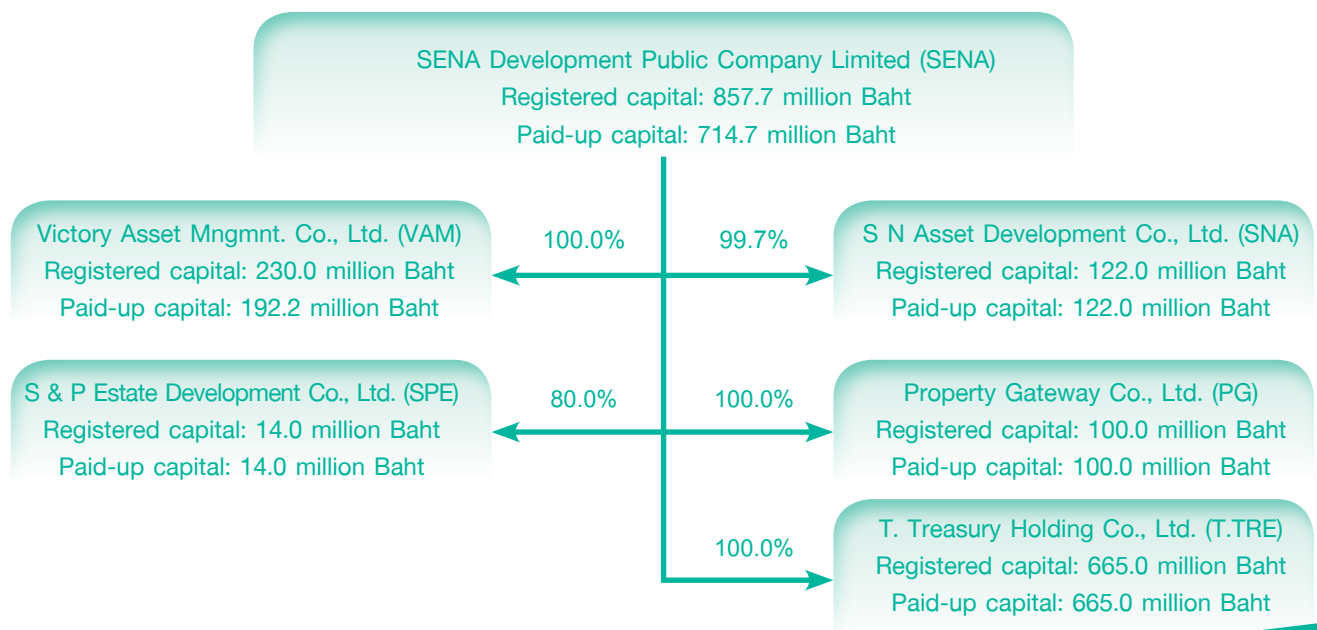 SENA Development Public Company Limited (SENA)
Registered capital: 857.7 million Baht
Paid-up capital: 714.7 million Baht
Victory Asset Mngmnt. Co., Ltd. (VAM)
Registered capital: 230.0 million Baht
Paid-up capital: 192.2 million Baht
100.0%
99.7%
S N Asset Development Co., Ltd. (SNA)
Registered capital: 122.0 million Baht
Paid-up capital: 122.0 million Baht
S & P Estate Development Co., Ltd. (SPE)
Registered capital: 14.0 million Baht
Paid-up capital: 14.0 million Baht
80.0%
100.0%
Property Gateway Co., Ltd. (PG)
Registered capital: 100.0 million Baht
Paid-up capital: 100.0 million Baht
100.0%
T. Treasury Holding Co., Ltd. (T.TRE)
Registered capital: 665.0 million Baht
Paid-up capital: 665.0 million Baht